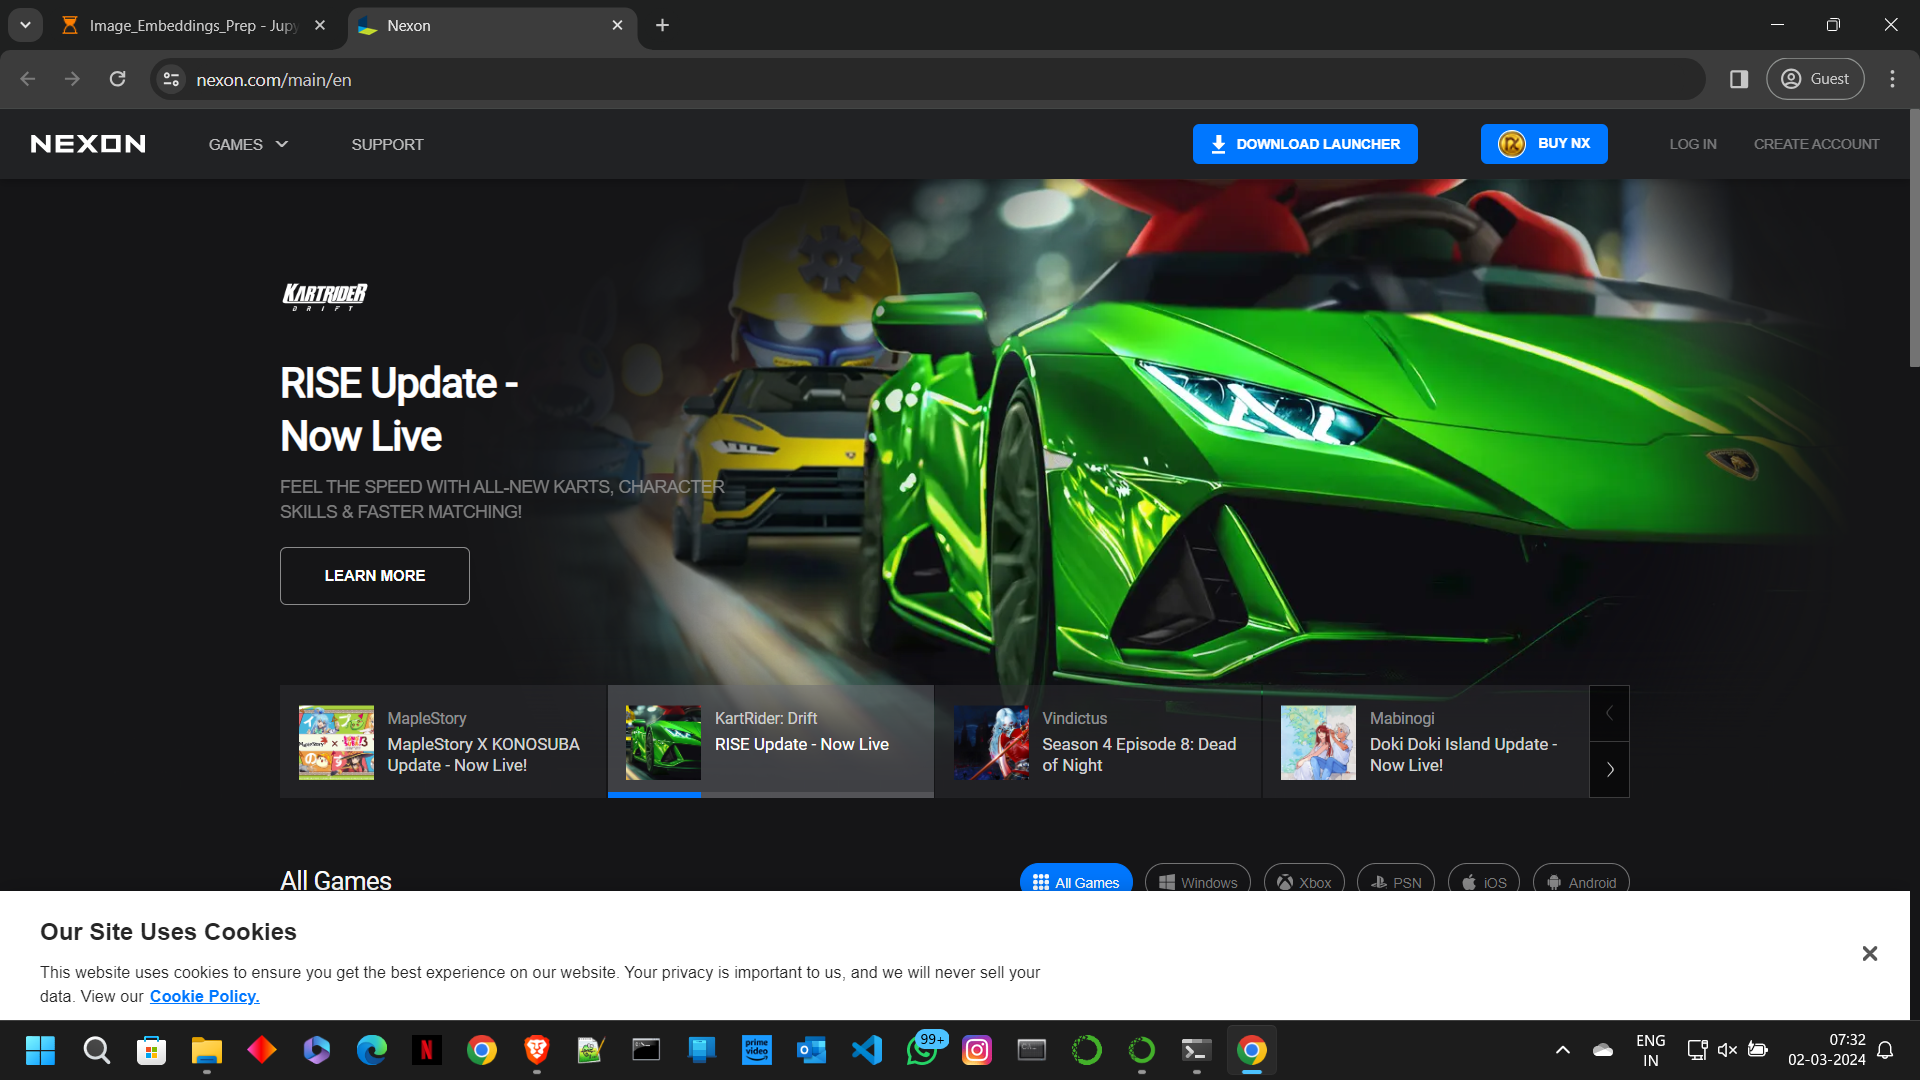 Image_Embeddings_Prep - Jupy
Nexon
nexon.com/main/en
Guest
NEXON
GAMES
SUPPORT
DOWNLOAD LAUNCHER
BUY NX
LOG IN
CREATE ACCOUNT
KARTRIDER
DRIFT
RISE Update -
Now Live
FEEL THE SPEED WITH ALL-NEW KARTS, CHARACTER
SKILLS & FASTER MATCHING!
LEARN MORE
MapleStory
MapleStory X KONOSUBA
Update - Now Live!
KartRider: Drift
RISE Update - Now Live
Vindictus
Season 4 Episode 8: Dead
of Night
Mabinogi
Doki Doki Island Update -
Now Live!
All Games
All Games
Windows
Xbox
PSN
iOS
Android
Our Site Uses Cookies
This website uses cookies to ensure you get the best experience on our website. Your privacy is important to us, and we will never sell your
data. View our Cookie Policy.
prime video
99+
ENG
IN
07:32
02-03-2024